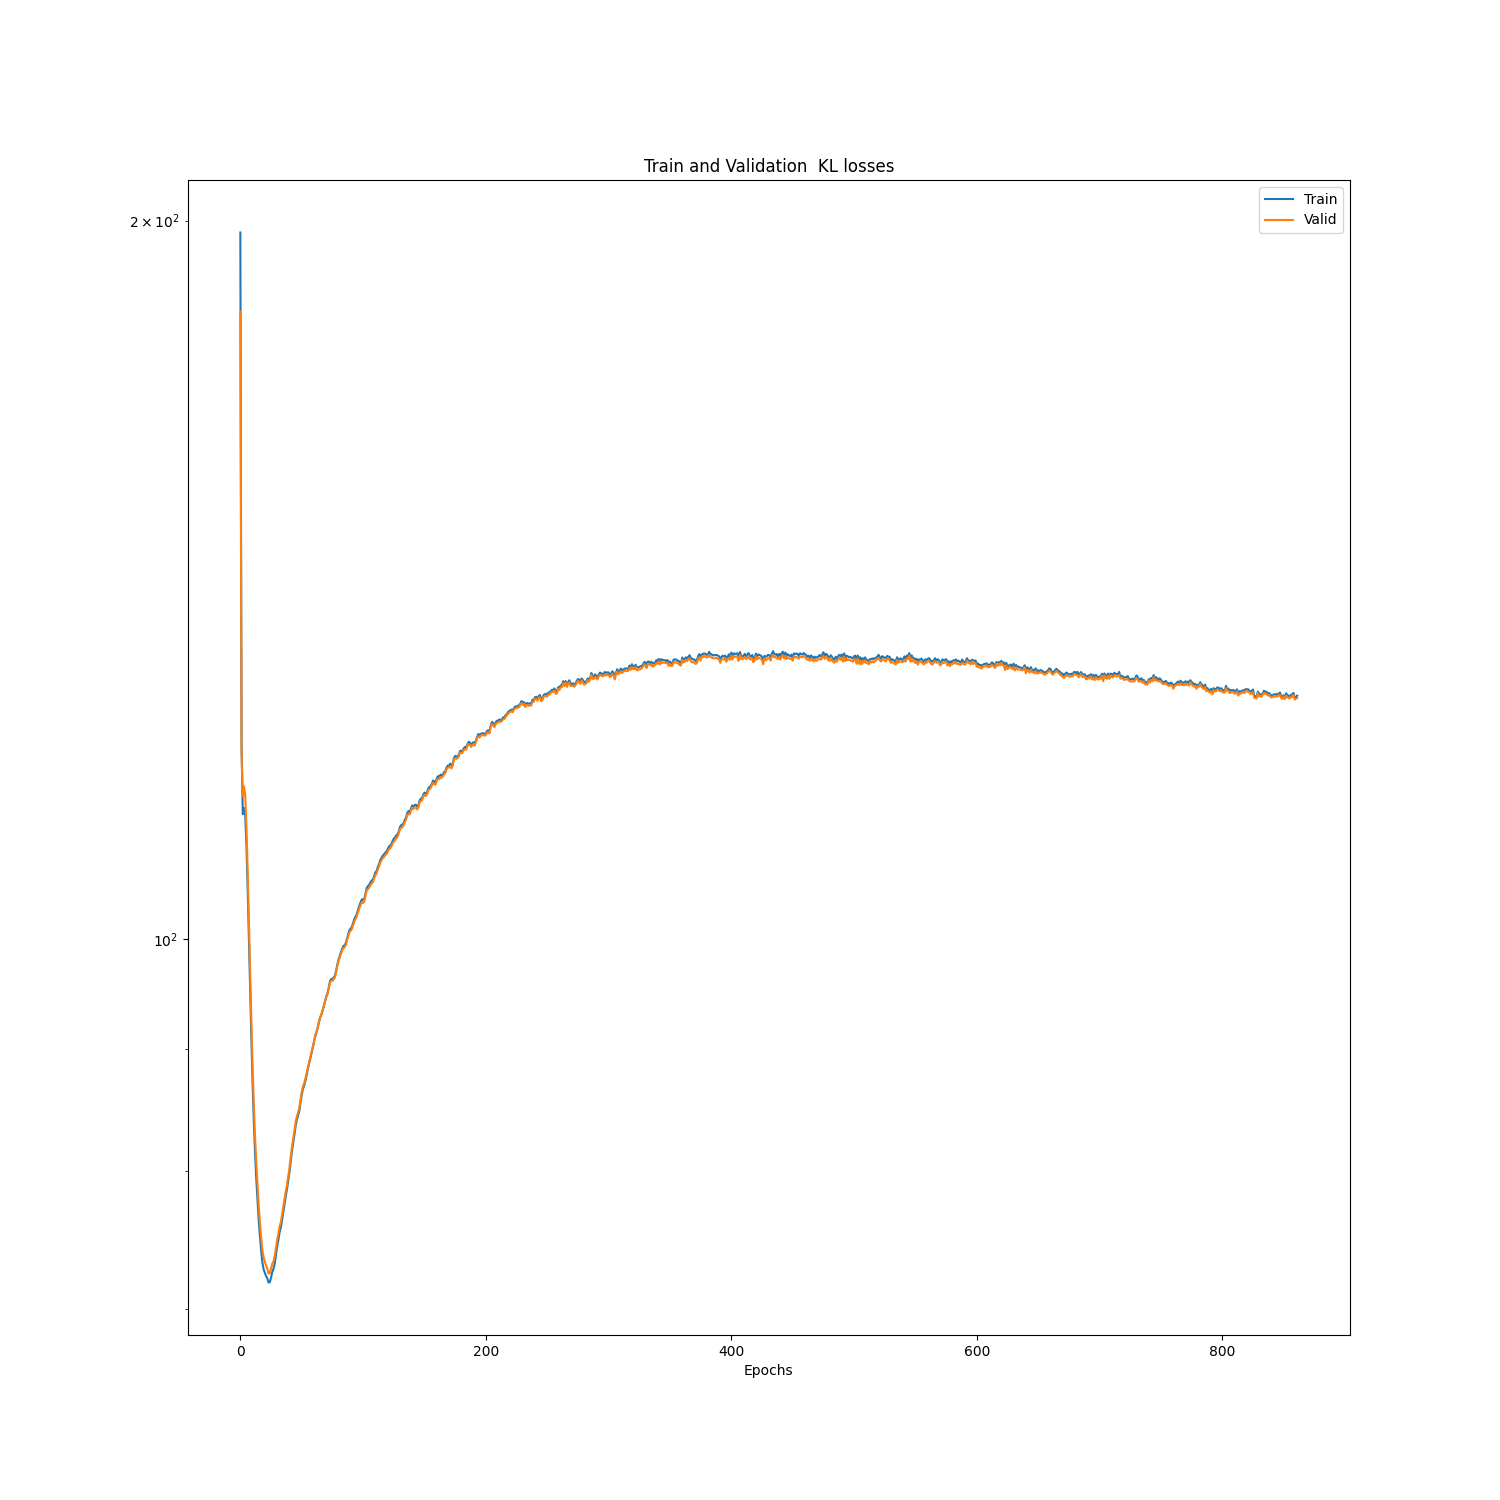 Train and Validation  KL losses
Train
Valid
2 × 10²
10²
0 200 400 600 800
Epochs